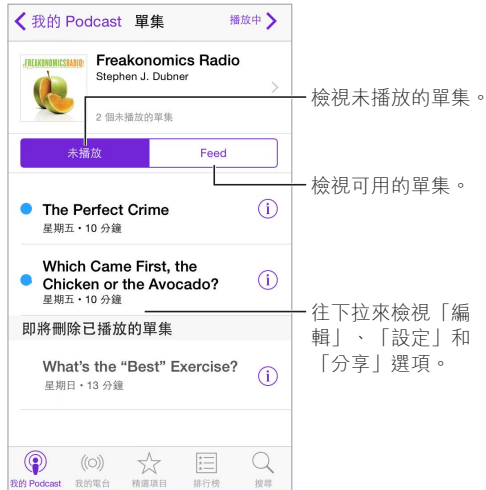 我的 Podcast 單集 播放中
FREAKONOMICS RADIO
Freakonomics Radio
Stephen J. Dubner
2 個未播放的單集
檢視未播放的單集。
未播放 Feed
檢視可用的單集。
The Perfect Crime
星期五・10 分鐘
Which Came First, the
Chicken or the Avocado?
星期五・10 分鐘
往下拉來檢視「編
輯」、「設定」和
「分享」選項。
即將刪除已播放的單集
What’s the “Best” Exercise?
星期日・13 分鐘
我的 Podcast 我的電台 精選項目 排行榜 搜尋